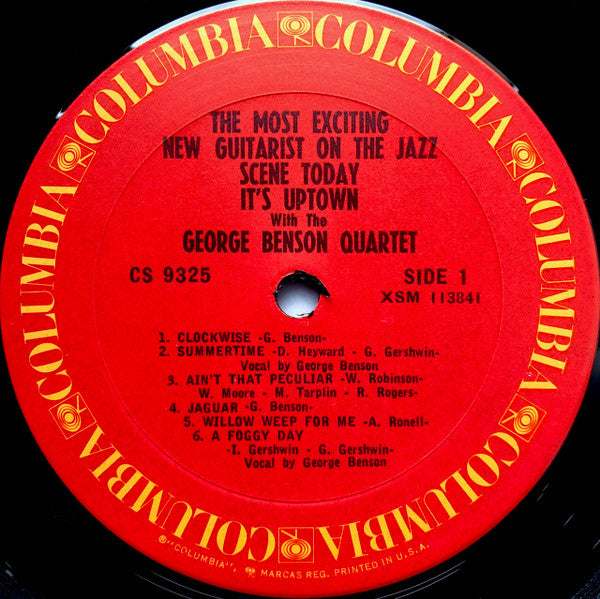 COLUMBIA COLUMBIA COLUMBIA COLUMBIA COLUMBIA COLUMBIA
THE MOST EXCITING
NEW GUITARIST ON THE JAZZ
SCENE TODAY
IT'S UPTOWN
With The
GEORGE BENSON QUARTET
CS 9325
SIDE 1
XSM 113841
1. CLOCKWISE -G. Benson-
2. SUMMERTIME -D. Heyward - G. Gershwin-
Vocal by George Benson
3. AIN'T THAT PECULIAR -W. Robinson-
W. Moore - M. Tarplin - R. Rogers-
4. JAGUAR -G. Benson-
5. WILLOW WEEP FOR ME -A. Ronell-
6. A FOGGY DAY
-I. Gershwin - G. Gershwin-
Vocal by George Benson
℗"COLUMBIA", MARCAS REG. PRINTED IN U.S.A.